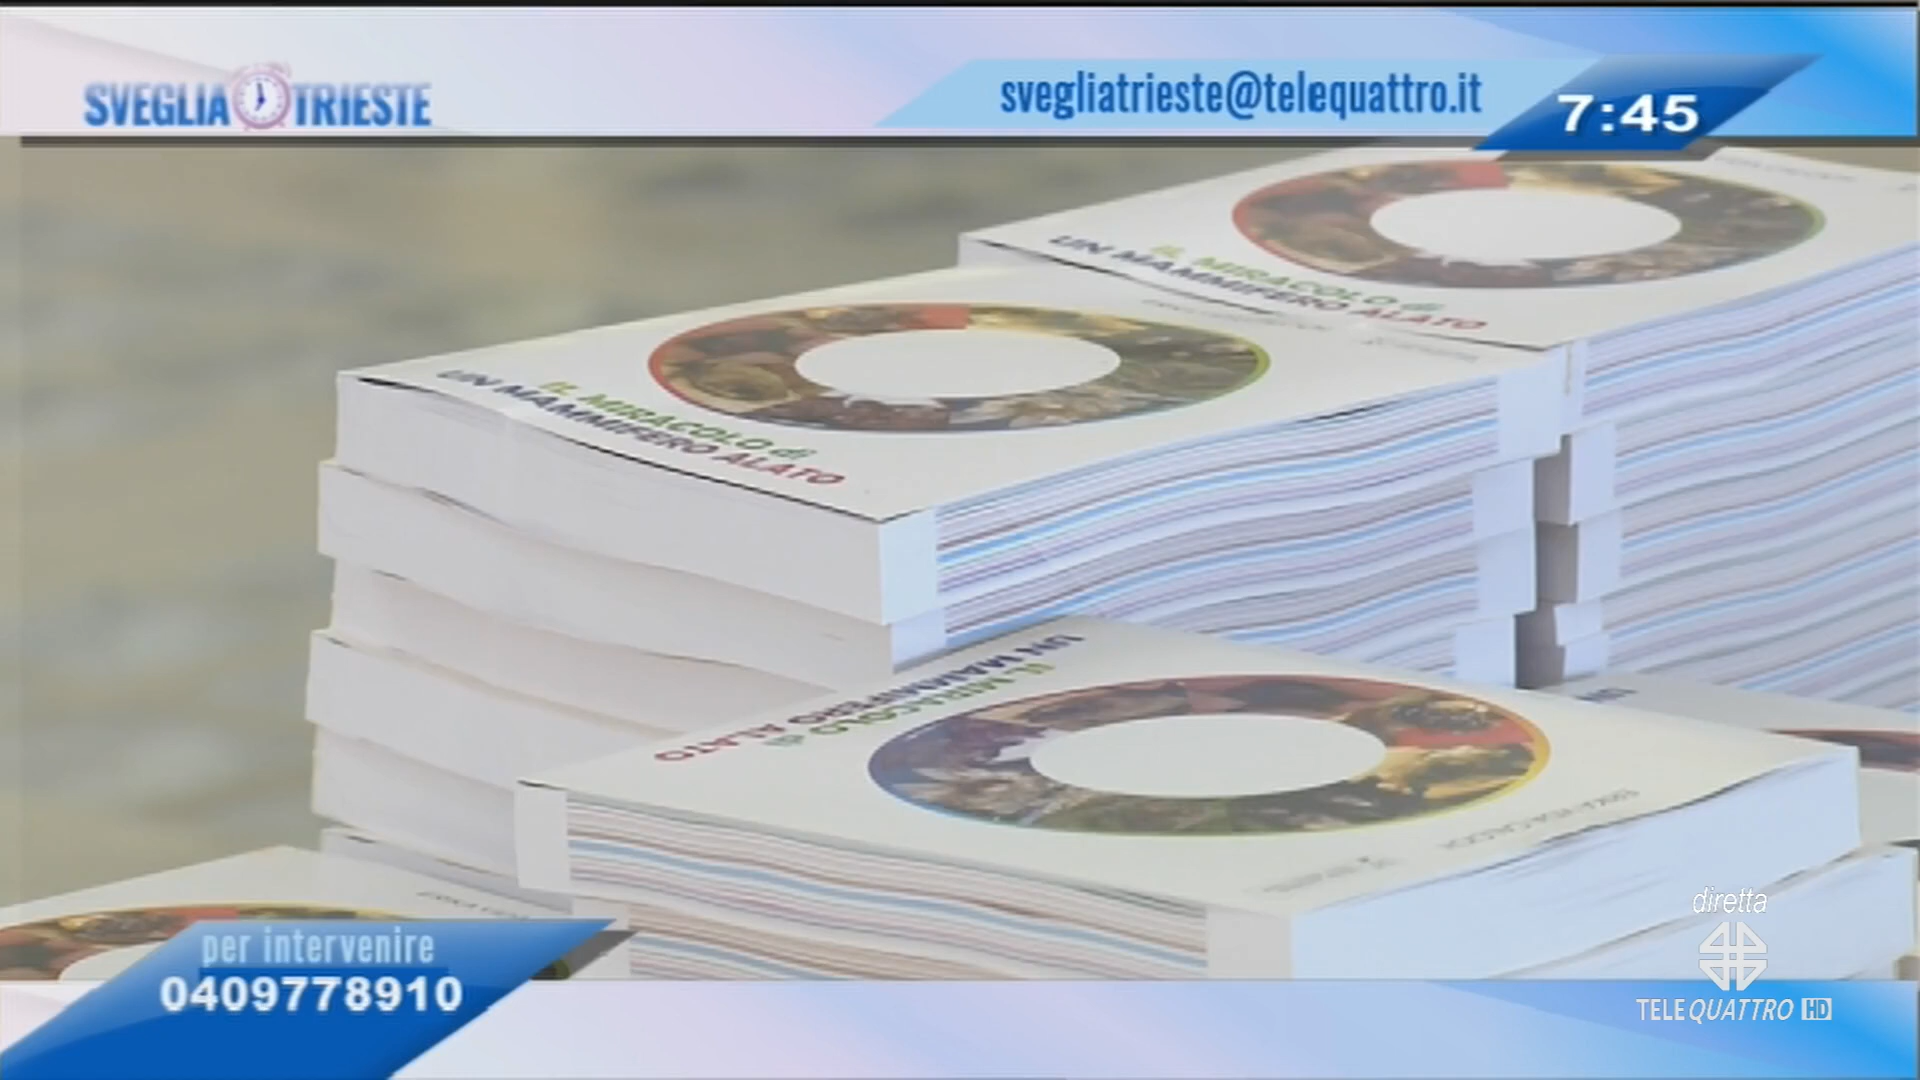 SVEGLIA TRIESTE
svegliatrieste@telequattro.it
7:45
IL MIRACOLO di
UN MAMMIFERO ALATO
IL MIRACOLO di
UN MAMMIFERO ALATO
IL MIRACOLO di
UN MAMMIFERO ALATO
UN
per intervenire
0409778910
diretta
TELEQUATTRO HD